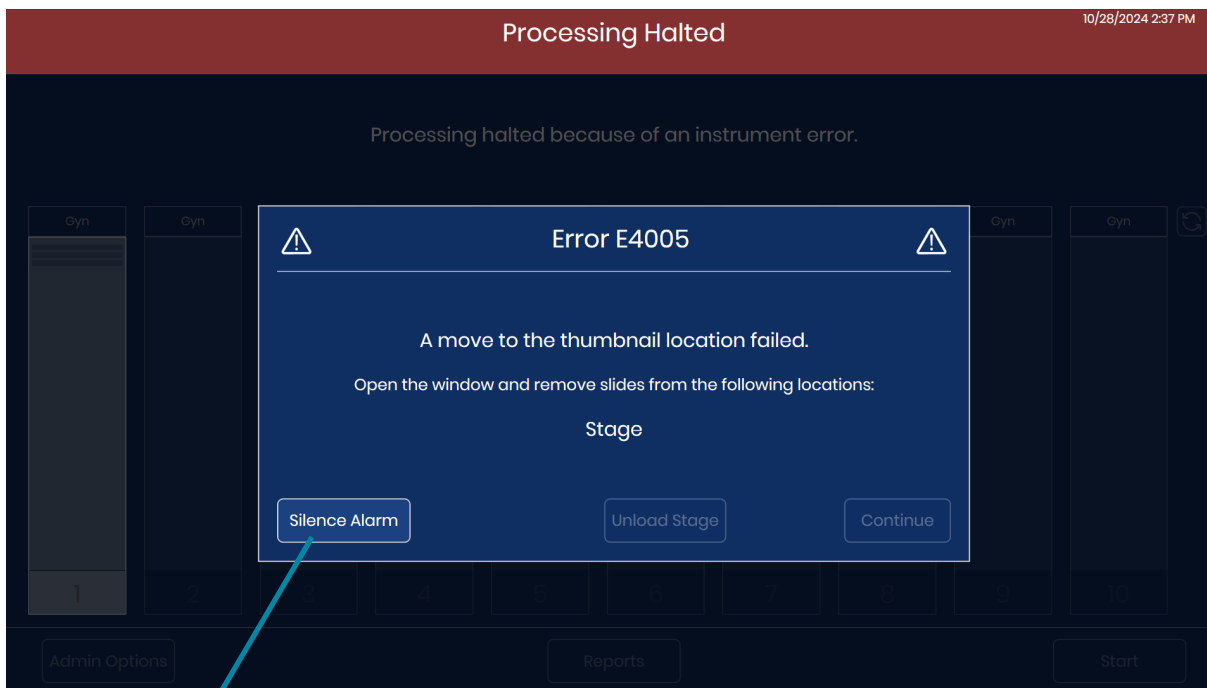 Processing Halted
10/28/2024 2:37 PM
Processing halted because of an instrument error.
Gyn
Gyn
Gyn
Gyn
Error E4005
A move to the thumbnail location failed.
Open the window and remove slides from the following locations:
Stage
Silence Alarm
Unload Stage
Continue
1
2
3
4
5
6
7
8
9
10
Admin Options
Reports
Start